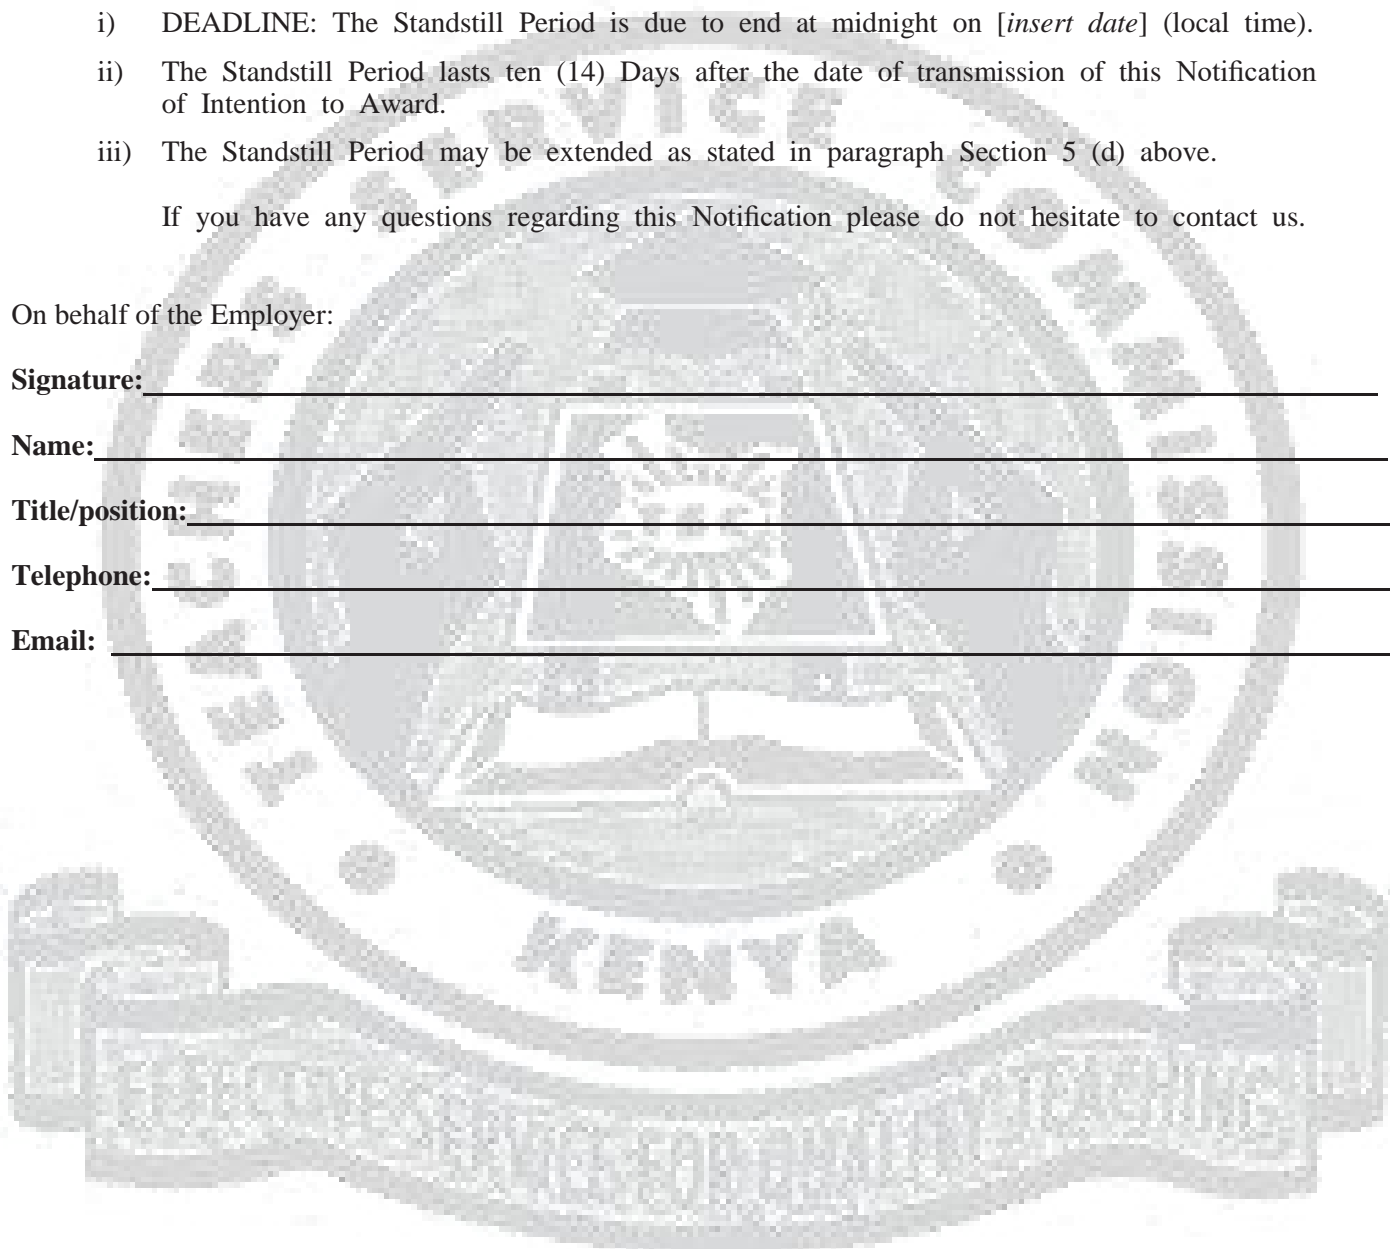 i) DEADLINE: The Standstill Period is due to end at midnight on [insert date] (local time).
ii) The Standstill Period lasts ten (14) Days after the date of transmission of this Notification
of Intention to Award.
iii) The Standstill Period may be extended as stated in paragraph Section 5 (d) above.
If you have any questions regarding this Notification please do not hesitate to contact us.
On behalf of the Employer:
Signature:
Name:
Title/position:
Telephone:
Email:
TEACHERS SERVICE COMMISSION
KENYA